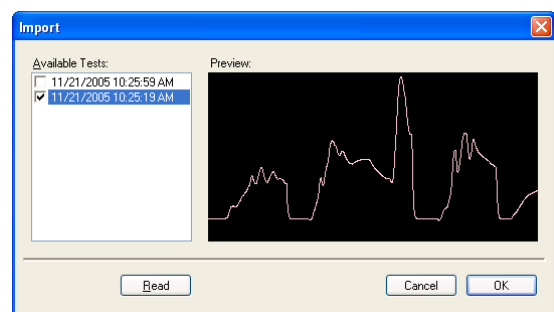 Import
Available Tests:
Preview:
11/21/2005 10:25:59 AM
11/21/2005 10:25:19 AM
Read
Cancel
OK